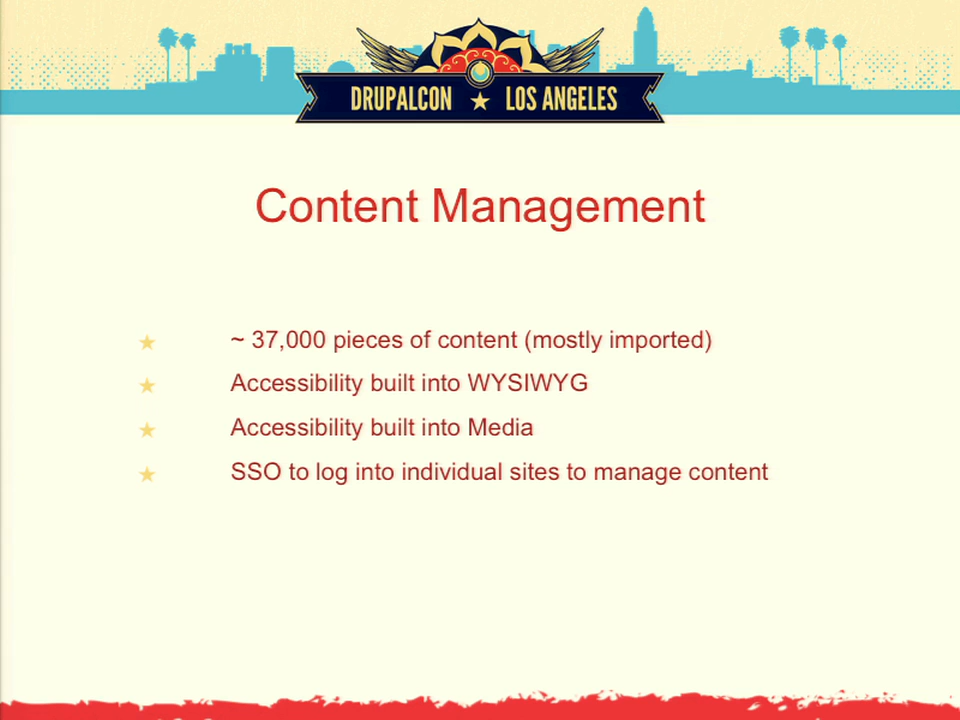 DRUPALCON ★ LOS ANGELES
Content Management
★ ~ 37,000 pieces of content (mostly imported)
★ Accessibility built into WYSIWYG
★ Accessibility built into Media
★ SSO to log into individual sites to manage content